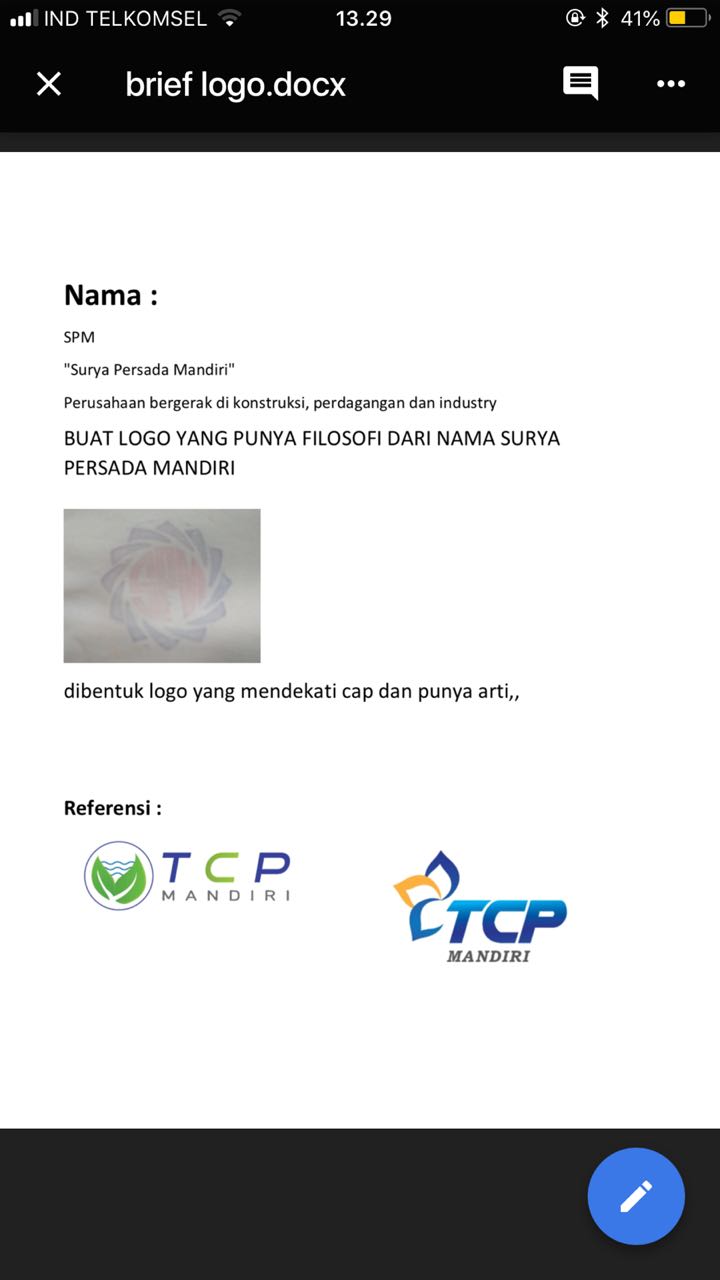 IND TELKOMSEL 13.29 41%
brief logo.docx
Nama :
SPM
"Surya Persada Mandiri"
Perusahaan bergerak di konstruksi, perdagangan dan industry
BUAT LOGO YANG PUNYA FILOSOFI DARI NAMA SURYA
PERSADA MANDIRI
dibentuk logo yang mendekati cap dan punya arti,,
Referensi :
TCP
MANDIRI
TCP
MANDIRI